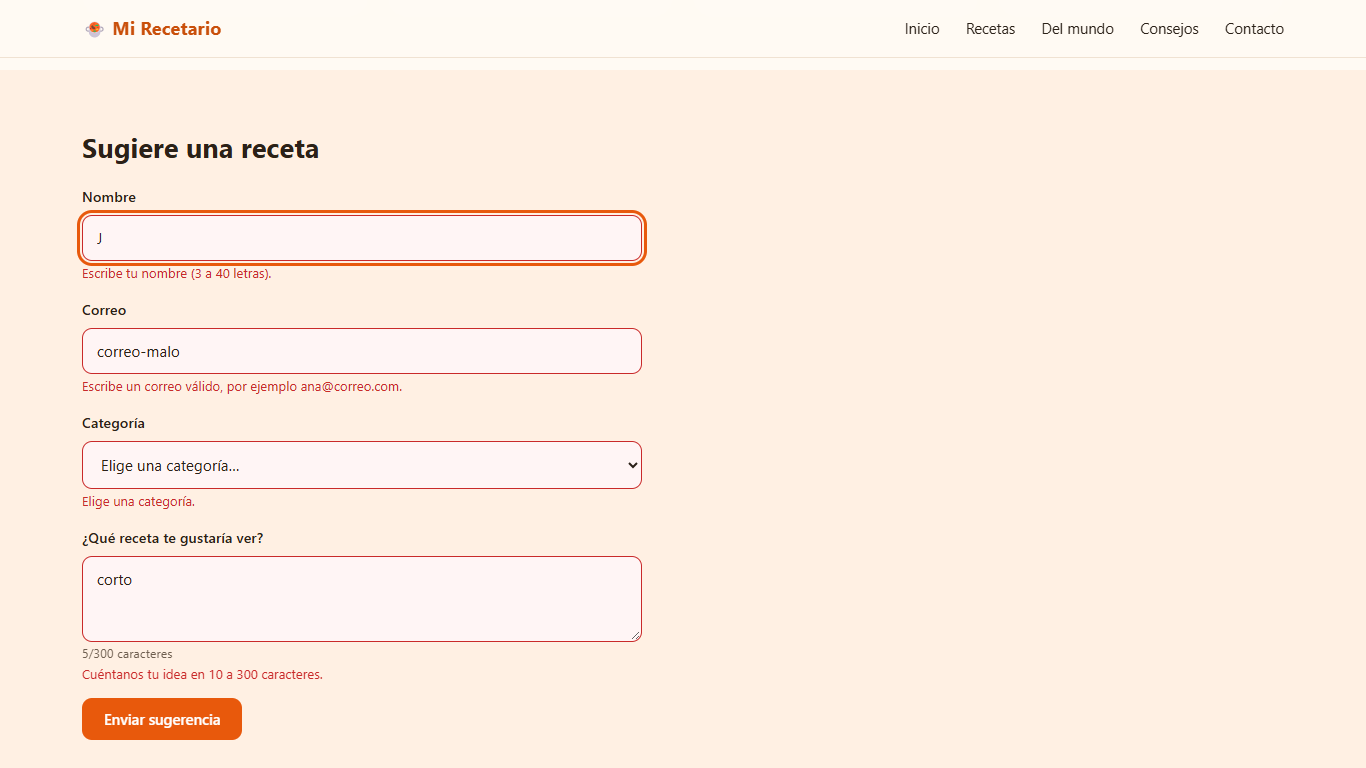 Mi Recetario
Inicio Recetas Del mundo Consejos Contacto
Sugiere una receta
Nombre
J
Escribe tu nombre (3 a 40 letras).
Correo
correo-malo
Escribe un correo válido, por ejemplo ana@correo.com.
Categoría
Elige una categoría...
Elige una categoría.
¿Qué receta te gustaría ver?
corto
5/300 caracteres
Cuéntanos tu idea en 10 a 300 caracteres.
Enviar sugerencia